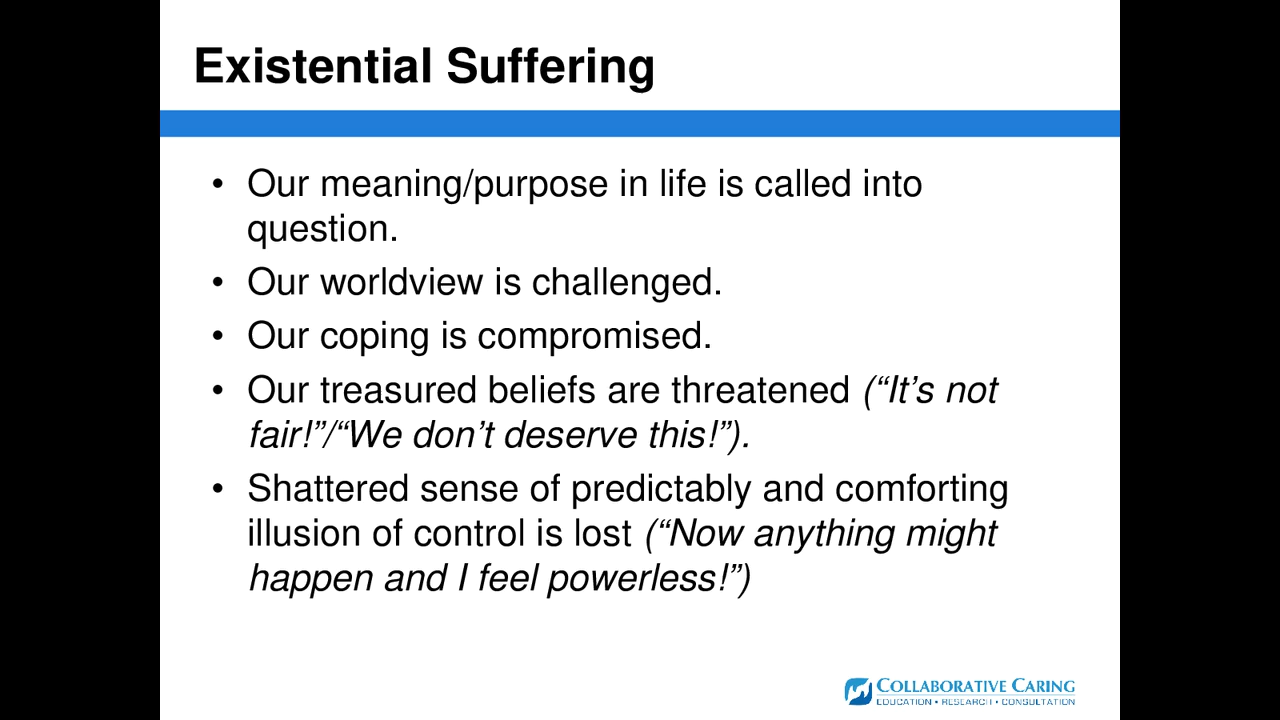 Existential Suffering
• Our meaning/purpose in life is called into
question.
• Our worldview is challenged.
• Our coping is compromised.
• Our treasured beliefs are threatened (“It’s not
fair!”/“We don’t deserve this!”).
• Shattered sense of predictably and comforting
illusion of control is lost (“Now anything might
happen and I feel powerless!”)
COLLABORATIVE CARING
EDUCATION • RESEARCH • CONSULTATION